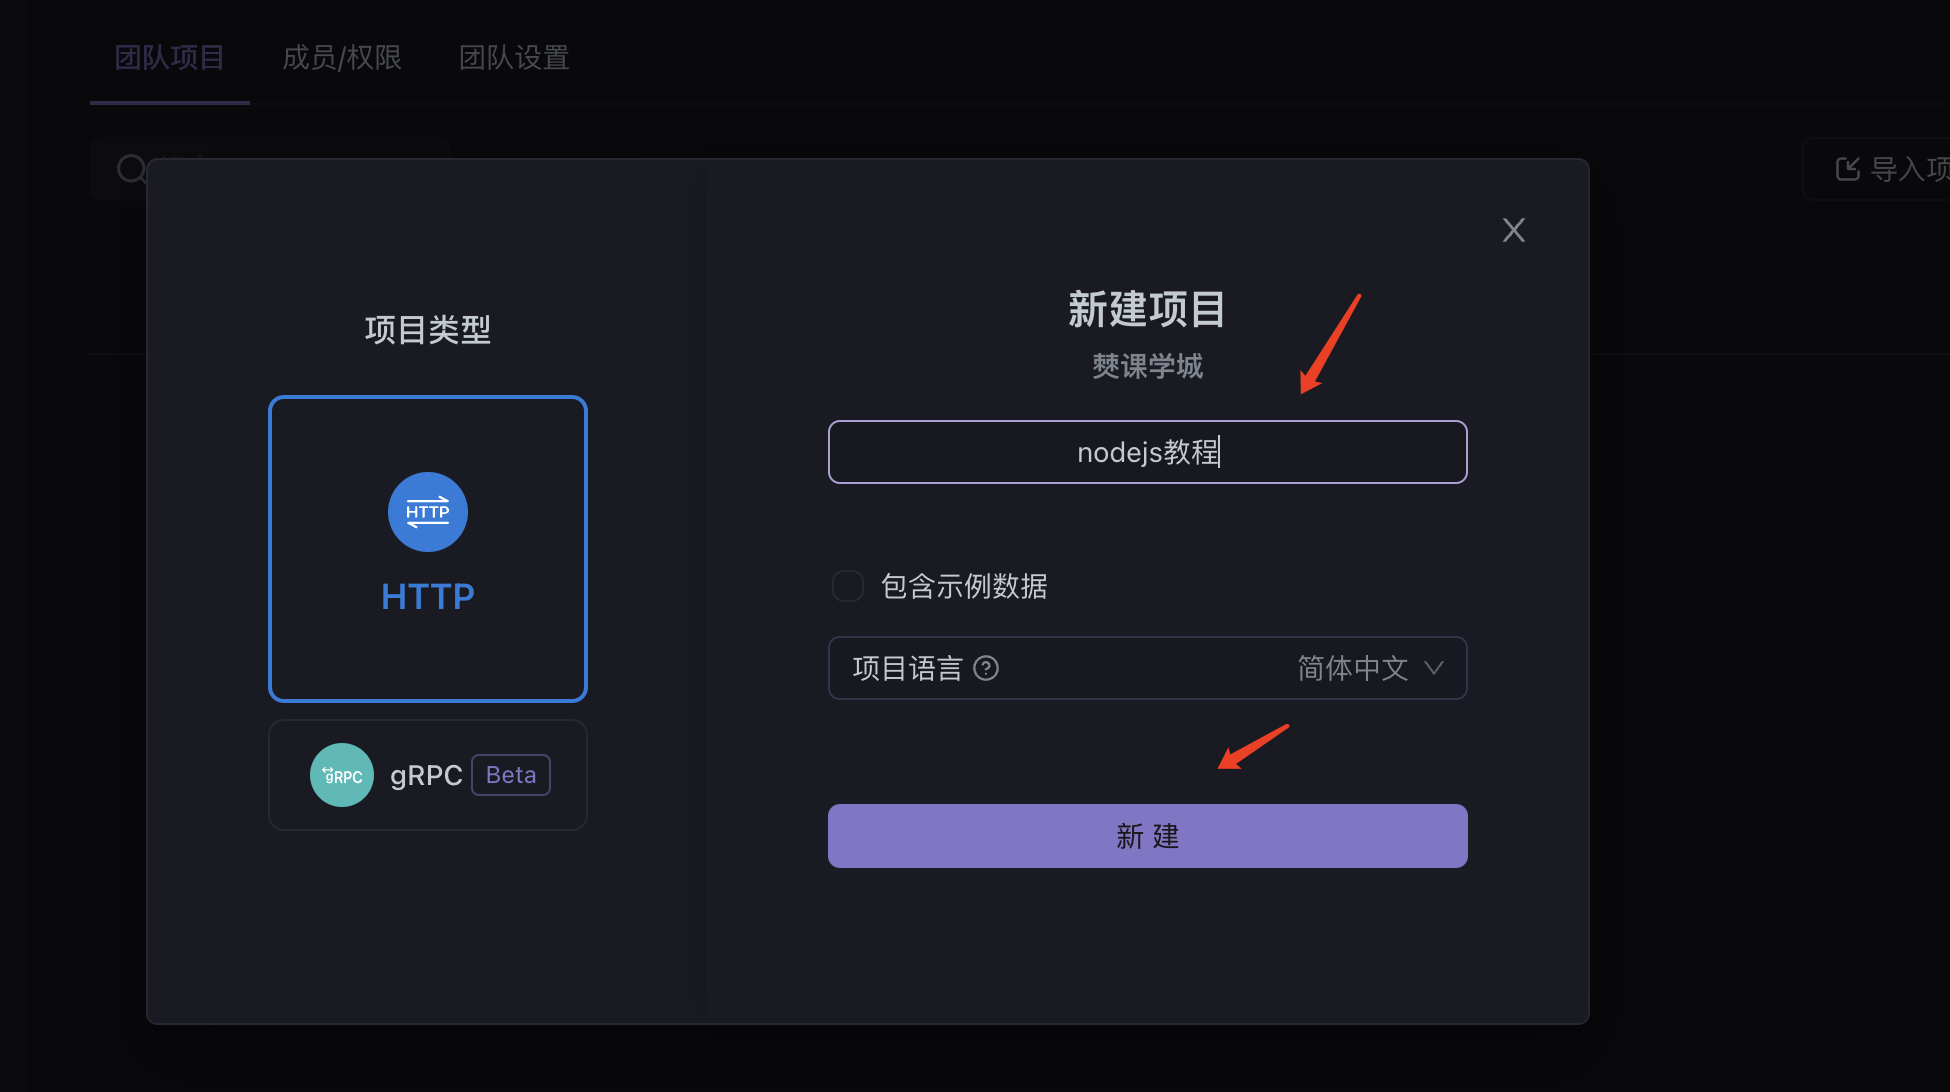 团队项目 成员/权限 团队设置
导入项
项目类型
HTTP
HTTP
gRPC
gRPC Beta
新建项目
僰课学城
nodejs教程
包含示例数据
项目语言 ?
简体中文
新 建